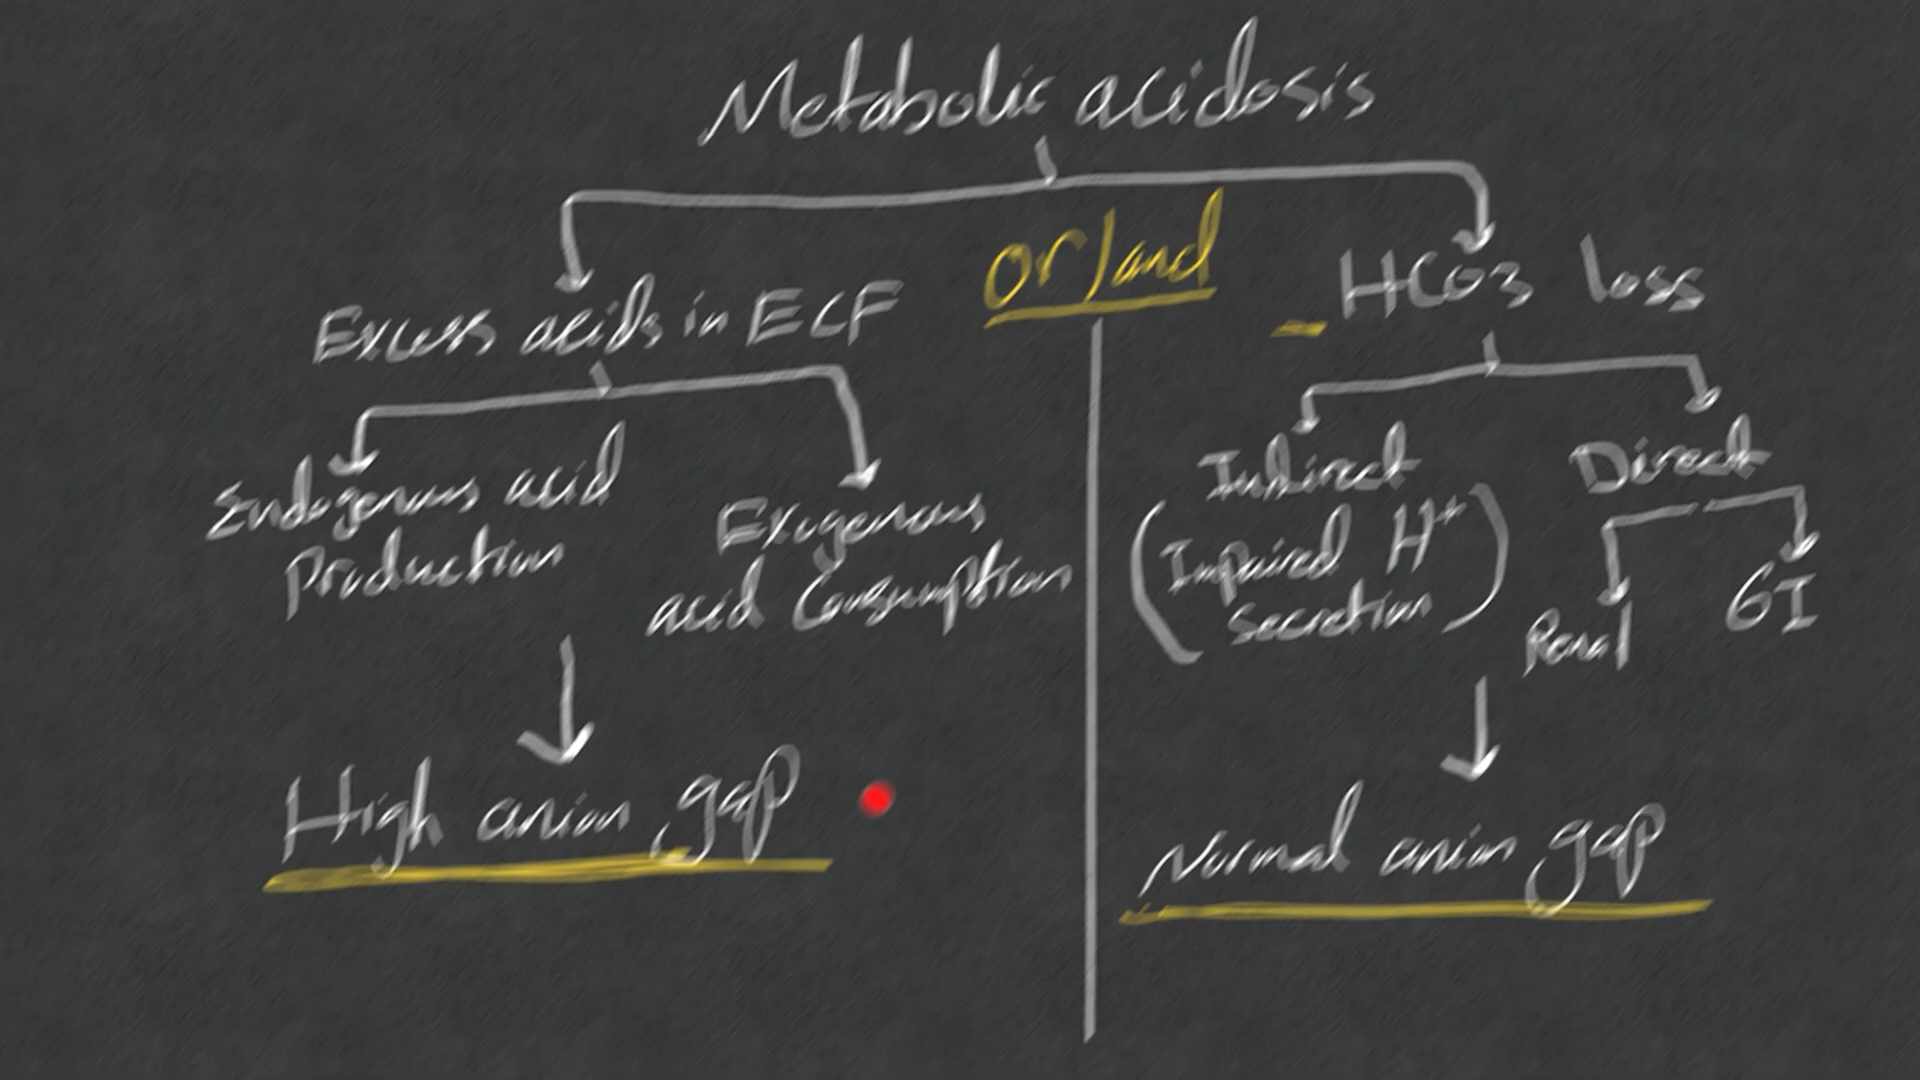 Metabolic acidosis
or/and
Excess acids in ECF
HCO3 loss
Endogenous acid
Production
Exogenous
acid Consumption
Indirect
(Impaired H+
Secretion)
Direct
Renal
GI
High anion gap
Normal anion gap